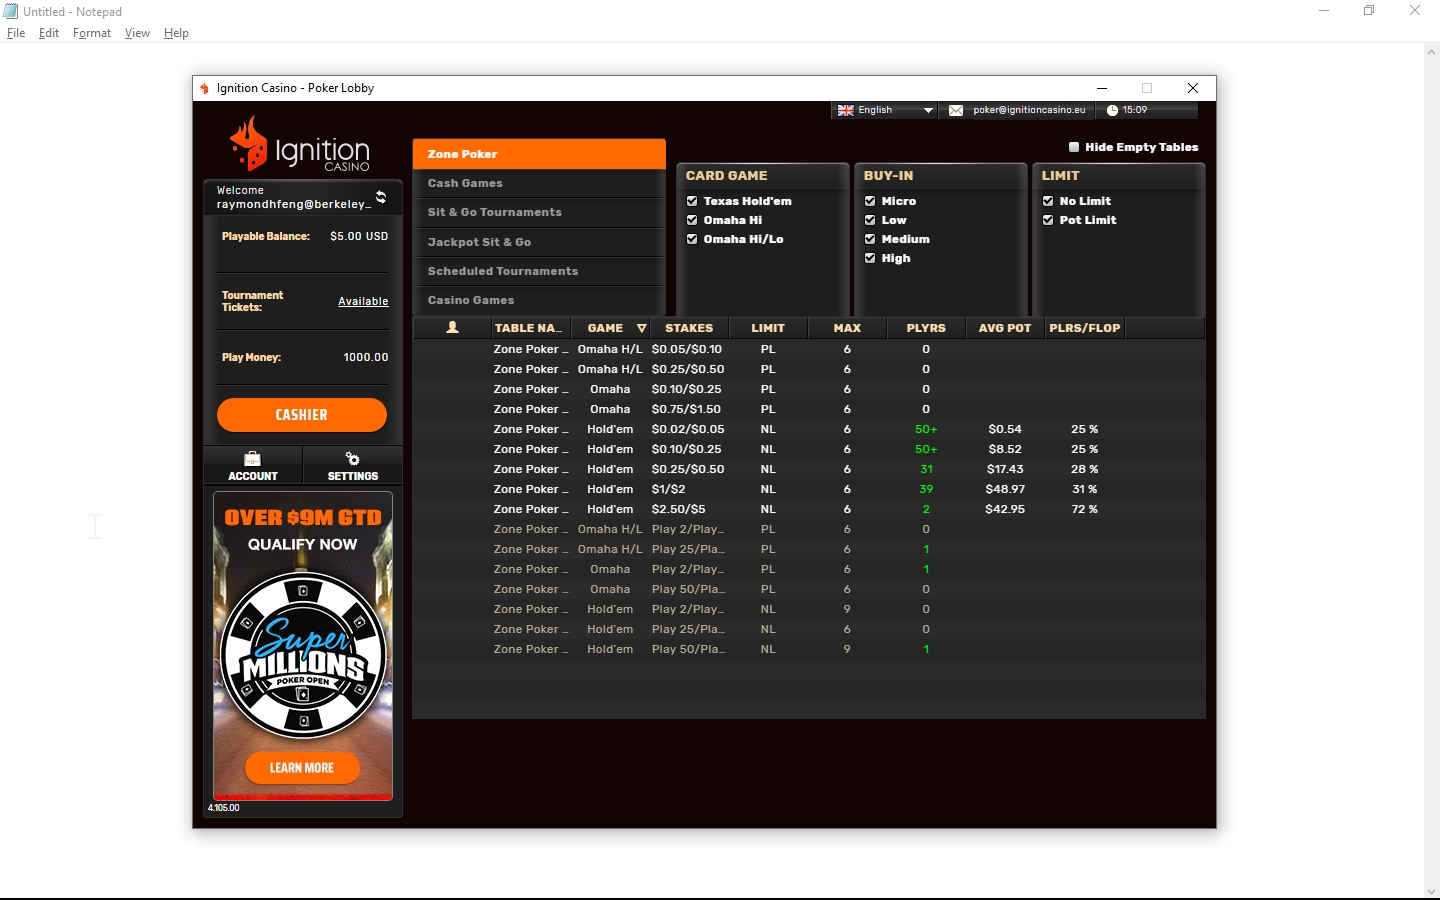 Untitled - Notepad
File Edit Format View Help
Ignition Casino - Poker Lobby
English poker@ignitioncasino.eu 15:09
Ignition
CASINO
Welcome
raymondhfeng@berkeley...
Playable Balance: $5.00 USD
Tournament
Tickets: Available
Play Money: 1000.00
CASHIER
ACCOUNT SETTINGS
OVER $9M GTD
QUALIFY NOW
Super
MILLIONS
POKER OPEN
LEARN MORE
4.105.00
Zone Poker
Cash Games
Sit & Go Tournaments
Jackpot Sit & Go
Scheduled Tournaments
Casino Games
Hide Empty Tables
CARD GAME
Texas Hold'em
Omaha Hi
Omaha Hi/Lo
BUY-IN
Micro
Low
Medium
High
LIMIT
No Limit
Pot Limit
TABLE NA... GAME STAKES LIMIT MAX PLYRS AVG POT PLRS/FLOP
Zone Poker ... Omaha H/L $0.05/$0.10 PL 6 0
Zone Poker ... Omaha H/L $0.25/$0.50 PL 6 0
Zone Poker ... Omaha $0.10/$0.25 PL 6 0
Zone Poker ... Omaha $0.75/$1.50 PL 6 0
Zone Poker ... Hold'em $0.02/$0.05 NL 6 50+ $0.54 25 %
Zone Poker ... Hold'em $0.10/$0.25 NL 6 50+ $8.52 25 %
Zone Poker ... Hold'em $0.25/$0.50 NL 6 31 $17.43 28 %
Zone Poker ... Hold'em $1/$2 NL 6 39 $48.97 31 %
Zone Poker ... Hold'em $2.50/$5 NL 6 2 $42.95 72 %
Zone Poker ... Omaha H/L Play 2/Play... PL 6 0
Zone Poker ... Omaha H/L Play 25/Pla... PL 6 1
Zone Poker ... Omaha Play 2/Play... PL 6 1
Zone Poker ... Omaha Play 50/Pla... PL 6 0
Zone Poker ... Hold'em Play 2/Play... NL 9 0
Zone Poker ... Hold'em Play 25/Pla... NL 6 0
Zone Poker ... Hold'em Play 50/Pla... NL 9 1